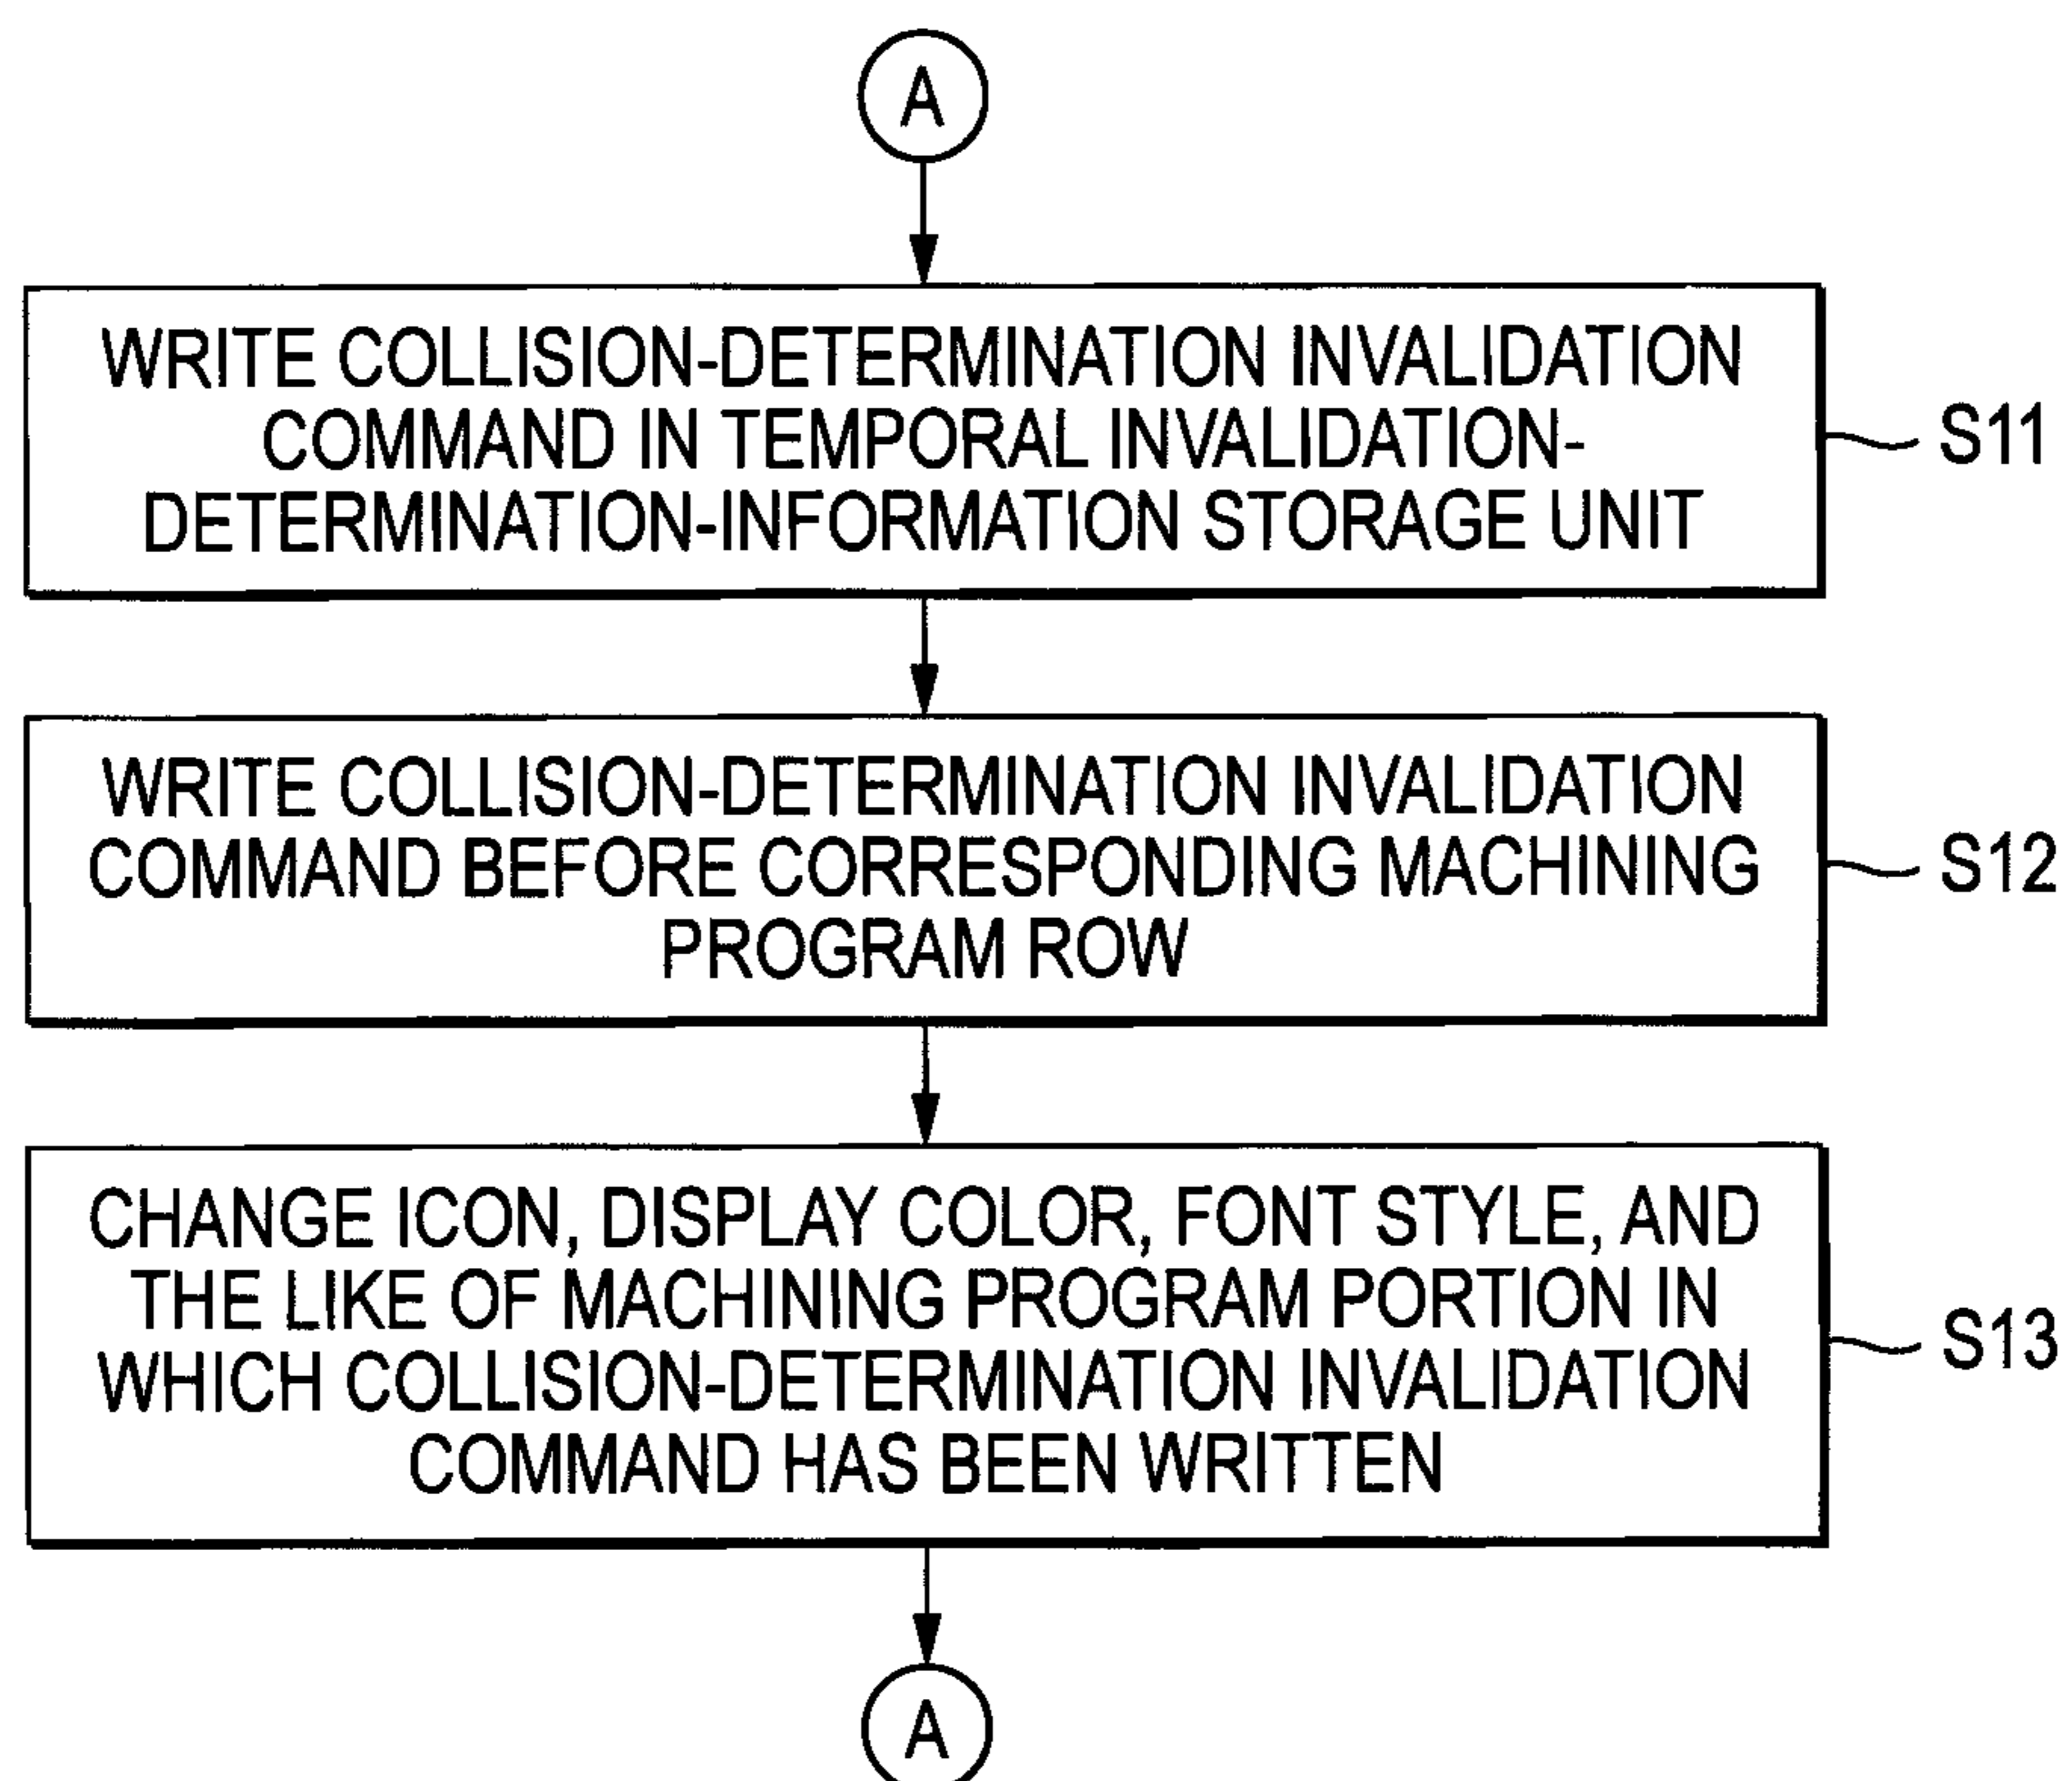 A
WRITE COLLISION-DETERMINATION INVALIDATION
COMMAND IN TEMPORAL INVALIDATION-
DETERMINATION-INFORMATION STORAGE UNIT
S11
WRITE COLLISION-DETERMINATION INVALIDATION
COMMAND BEFORE CORRESPONDING MACHINING
PROGRAM ROW
S12
CHANGE ICON, DISPLAY COLOR, FONT STYLE, AND
THE LIKE OF MACHINING PROGRAM PORTION IN
WHICH COLLISION-DETERMINATION INVALIDATION
COMMAND HAS BEEN WRITTEN
S13
A